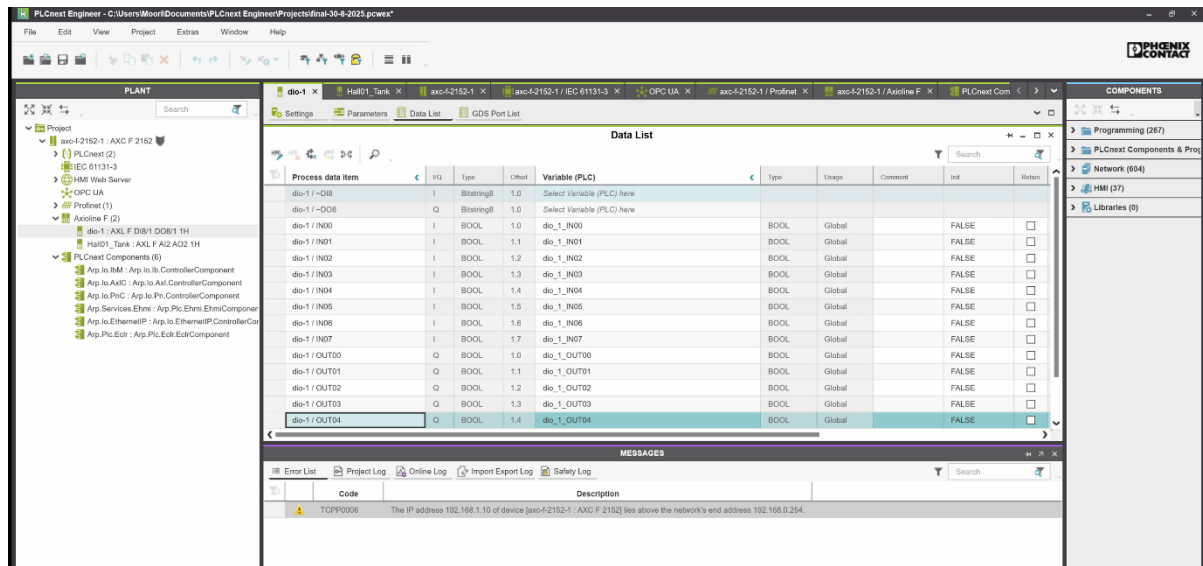 PLCnext Engineer - C:\Users\Moori\Documents\PLCnext Engineer\Projects\final-30-8-2025.pcwex*
File Edit View Project Extras Window Help
PHŒNIX CONTACT
PLANT
Search
Project
axc-f-2152-1 : AXC F 2152
PLCnext (2)
IEC 61131-3
HMI Web Server
OPC UA
Profinet (1)
Axioline F (2)
dio-1 : AXL F DI8/1 DO8/1 1H
Hall01_Tank : AXL F AI2 AO2 1H
PLCnext Components (6)
Arp.Io.IbM : Arp.Io.Ib.ControllerComponent
Arp.Io.AxlC : Arp.Io.Axl.ControllerComponent
Arp.Io.PnC : Arp.Io.Pn.ControllerComponent
Arp.Services.Ehmi : Arp.Plc.Ehmi.EhmiComponer
Arp.Io.EthernetIP : Arp.Io.EthernetIP.ControllerCor
Arp.Plc.Eclr : Arp.Plc.Eclr.EclrComponent
dio-1 Hall01_Tank axc-f-2152-1 axc-f-2152-1 / IEC 61131-3 OPC UA axc-f-2152-1 / Profinet axc-f-2152-1 / Axioline F PLCnext Com
Settings Parameters Data List GDS Port List
Data List
Search
Process data item I/Q Type Offset Variable (PLC) Type Usage Comment Init Retain
dio-1 / ~DI8 I Bitstring8 1.0 Select Variable (PLC) here
dio-1 / ~DO8 Q Bitstring8 1.0 Select Variable (PLC) here
dio-1 / IN00 I BOOL 1.0 dio_1_IN00 BOOL Global FALSE
dio-1 / IN01 I BOOL 1.1 dio_1_IN01 BOOL Global FALSE
dio-1 / IN02 I BOOL 1.2 dio_1_IN02 BOOL Global FALSE
dio-1 / IN03 I BOOL 1.3 dio_1_IN03 BOOL Global FALSE
dio-1 / IN04 I BOOL 1.4 dio_1_IN04 BOOL Global FALSE
dio-1 / IN05 I BOOL 1.5 dio_1_IN05 BOOL Global FALSE
dio-1 / IN06 I BOOL 1.6 dio_1_IN06 BOOL Global FALSE
dio-1 / IN07 I BOOL 1.7 dio_1_IN07 BOOL Global FALSE
dio-1 / OUT00 Q BOOL 1.0 dio_1_OUT00 BOOL Global FALSE
dio-1 / OUT01 Q BOOL 1.1 dio_1_OUT01 BOOL Global FALSE
dio-1 / OUT02 Q BOOL 1.2 dio_1_OUT02 BOOL Global FALSE
dio-1 / OUT03 Q BOOL 1.3 dio_1_OUT03 BOOL Global FALSE
dio-1 / OUT04 Q BOOL 1.4 dio_1_OUT04 BOOL Global FALSE
MESSAGES
Error List Project Log Online Log Import Export Log Safety Log Search
Code Description
TCPP0006 The IP address 192.168.1.10 of device [axc-f-2152-1 : AXC F 2152] lies above the network's end address 192.168.0.254.
COMPONENTS
Search
Programming (267)
PLCnext Components & Prog
Network (604)
HMI (37)
Libraries (0)